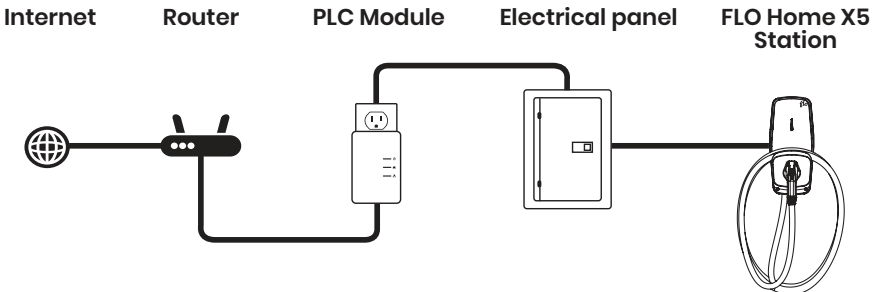 Internet
Router
PLC Module
Electrical panel
FLO Home X5
Station